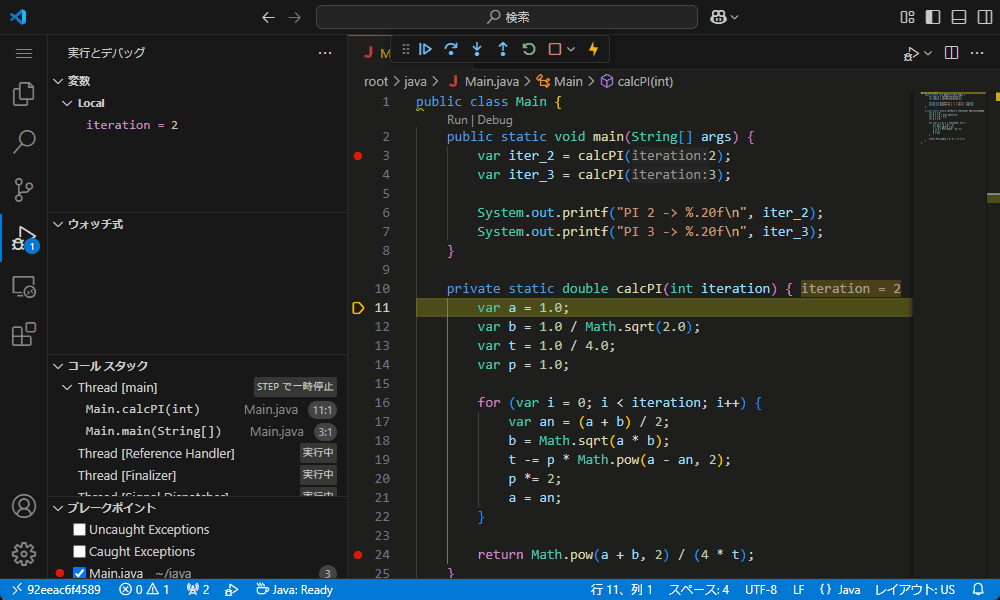 検索
実行とデバッグ
変数
Local
iteration = 2
ウォッチ式
コール スタック
Thread [main] STEP で一時停止
Main.calcPI(int) Main.java 11:1
Main.main(String[]) Main.java 3:1
Thread [Reference Handler] 実行中
Thread [Finalizer] 実行中
Thread [Signal Dispatcher] 実行中
ブレークポイント
Uncaught Exceptions
Caught Exceptions
Main.java ~/java 3
1
J M
root > java > J Main.java > Main > calcPI(int)
1 public class Main {
Run | Debug
2 public static void main(String[] args) {
3 var iter_2 = calcPI(iteration:2);
4 var iter_3 = calcPI(iteration:3);
5
6 System.out.printf("PI 2 -> %.20f\n", iter_2);
7 System.out.printf("PI 3 -> %.20f\n", iter_3);
8 }
9
10 private static double calcPI(int iteration) { iteration = 2
11 var a = 1.0;
12 var b = 1.0 / Math.sqrt(2.0);
13 var t = 1.0 / 4.0;
14 var p = 1.0;
15
16 for (var i = 0; i < iteration; i++) {
17 var an = (a + b) / 2;
18 b = Math.sqrt(a * b);
19 t -= p * Math.pow(a - an, 2);
20 p *= 2;
21 a = an;
22 }
23
24 return Math.pow(a + b, 2) / (4 * t);
25 }
92eeac6f4589 0 1 2 Java: Ready 行 11、列 1 スペース: 4 UTF-8 LF {} Java レイアウト: US